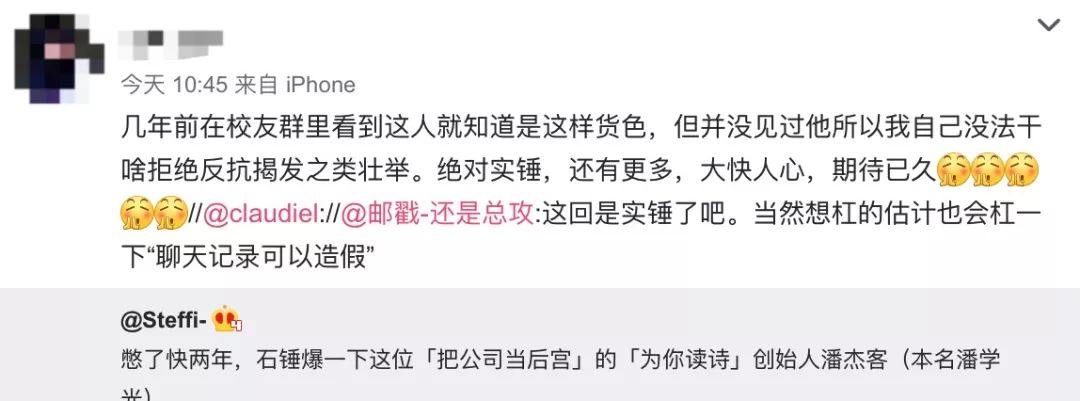 今天 10:45 来自 iPhone
几年前在校友群里看到这人就知道是这样货色，但并没见过他所以我自己没法干
啥拒绝反抗揭发之类壮举。绝对实锤，还有更多，大快人心，期待已久
//@claudiel://@邮戳-还是总攻:这回是实锤了吧。当然想杠的估计也会杠一
下“聊天记录可以造假”
@Steffi-
憋了快两年，石锤爆一下这位「把公司当后宫」的「为你读诗」创始人潘杰客（本名潘学
光）